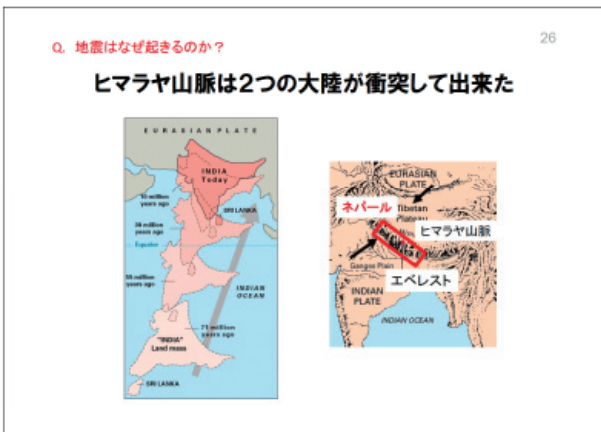 26
Q. 地震はなぜ起きるのか？
ヒマラヤ山脈は2つの大陸が衝突して出来た
EURASIAN PLATE
INDIA
Today
10 million
years ago
SRI LANKA
38 million
years ago
Equator
55 million
years ago
INDIAN
OCEAN
71 million
years ago
"INDIA"
Land mass
SRI LANKA
EURASIAN
PLATE
ネパール
Tibetan
Plateau
ヒマラヤ山脈
Ganges Plain
エベレスト
INDIAN
PLATE
INDIAN OCEAN